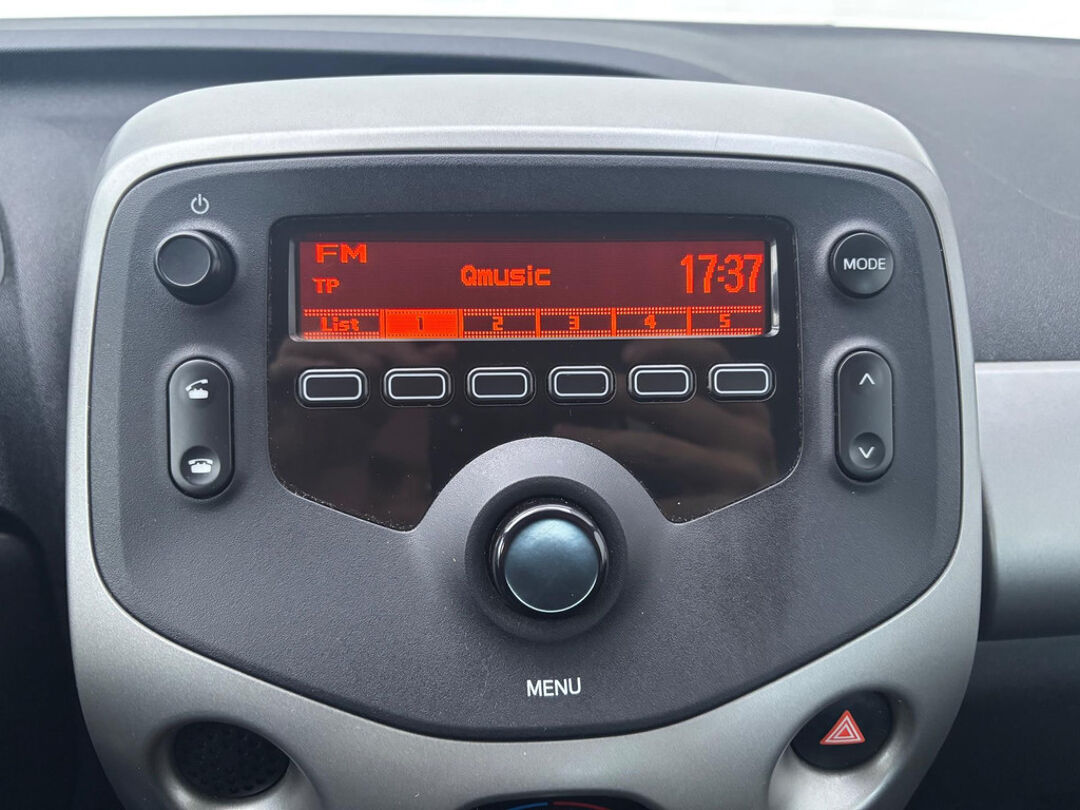 FM
TP
Qmusic
17:37
List 1 2 3 4 5
MODE
MENU